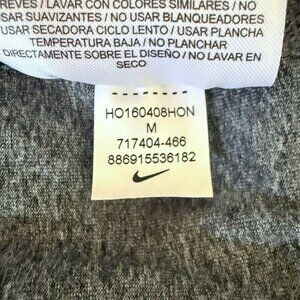 REVES / LAVAR CON COLORES SIMILARES / NO
USAR SUAVIZANTES / NO USAR BLANQUEADORES
USAR SECADORA CICLO LENTO / USAR PLANCHA
TEMPERATURA BAJA / NO PLANCHAR
DIRECTAMENTE SOBRE EL DISEÑO / NO LAVAR EN
SECO
HO160408HON
M
717404-466
886915536182